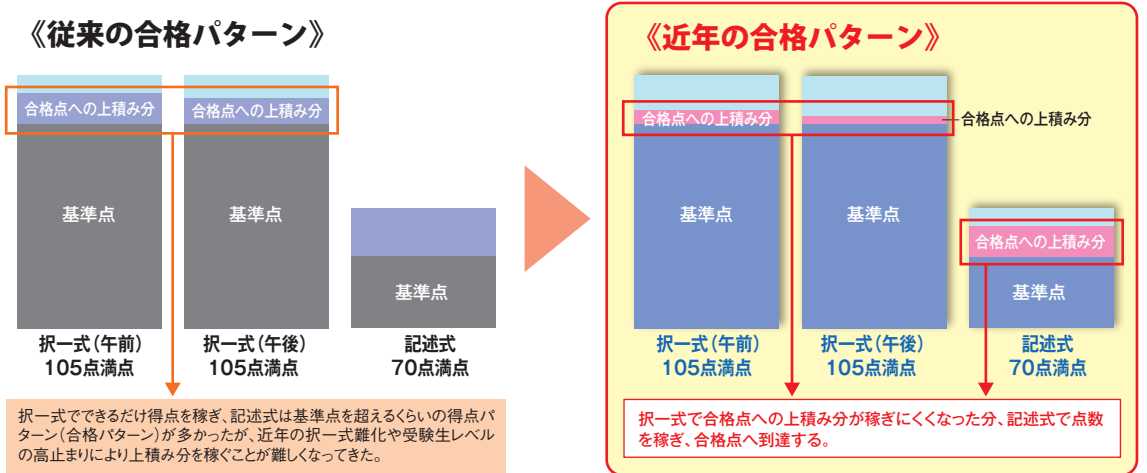 《従来の合格パターン》
合格点への上積み分
合格点への上積み分
基準点
基準点
基準点
択一式(午前)
105点満点
択一式(午後)
105点満点
記述式
70点満点
択一式でできるだけ得点を稼ぎ、記述式は基準点を超えるくらいの得点パ
ターン(合格パターン)が多かったが、近年の択一式難化や受験生レベル
の高止まりにより上積み分を稼ぐことが難しくなってきた。
《近年の合格パターン》
合格点への上積み分
合格点への上積み分
基準点
基準点
合格点への上積み分
基準点
択一式(午前)
105点満点
択一式(午後)
105点満点
記述式
70点満点
択一式で合格点への上積み分が稼ぎにくくなった分、記述式で点数
を稼ぎ、合格点へ到達する。